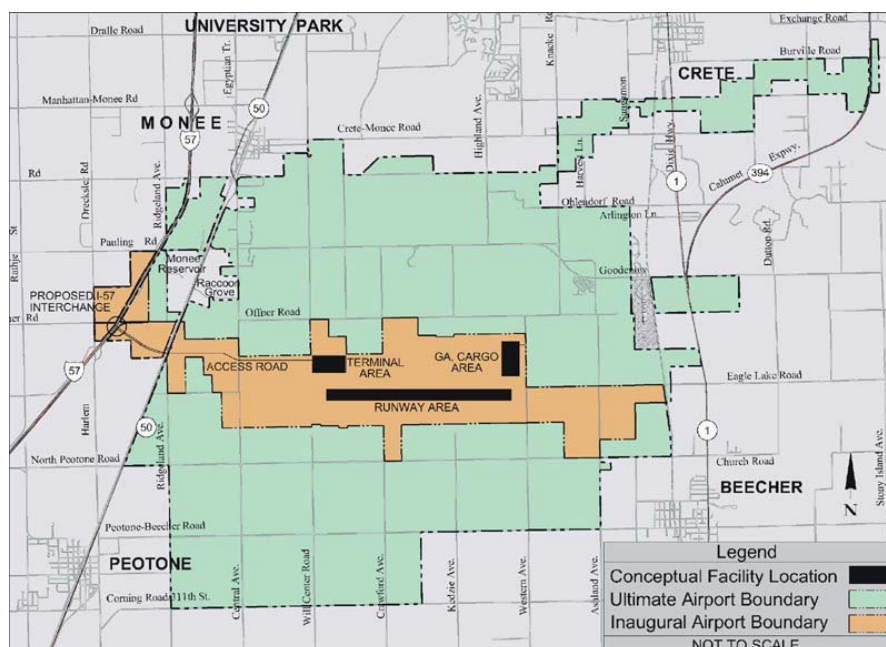 UNIVERSITY PARK
Dralle Road
Egyptian Tr.
Knacke
Exchange Road
Burville Road
CRETE
Manhattan-Monee Rd
50
MONEE
57
Crete-Monee Road
Highland Ave.
Sangamon
Harvest Ln.
Dixie Hwy.
Calumet Expwy.
394
1
Rd
Drecksler Rd
Ridgeland Ave.
Ohlendorf Road
Arlington Ln.
Dutton Rd.
Pauling Rd
Rathje St
Monee
Reservoir
Raccoon
Grove
Goodenow
PROPOSED I-57
INTERCHANGE
ner Rd
Offner Road
57
ACCESS ROAD
TERMINAL
AREA
GA, CARGO
AREA
RUNWAY AREA
Eagle Lake Road
Harlem
50
1
North Peotone Road
Ridgeland Ave.
Church Road
BEECHER
Stony Island Ave.
N
Peotone-Beecher Road
PEOTONE
Corning Road/311th St.
Central Ave.
Will Center Road
Crawford Ave.
Kedzie Ave.
Western Ave.
Ashland Ave.
Legend
Conceptual Facility Location
Ultimate Airport Boundary
Inaugural Airport Boundary
NOT TO SCALE